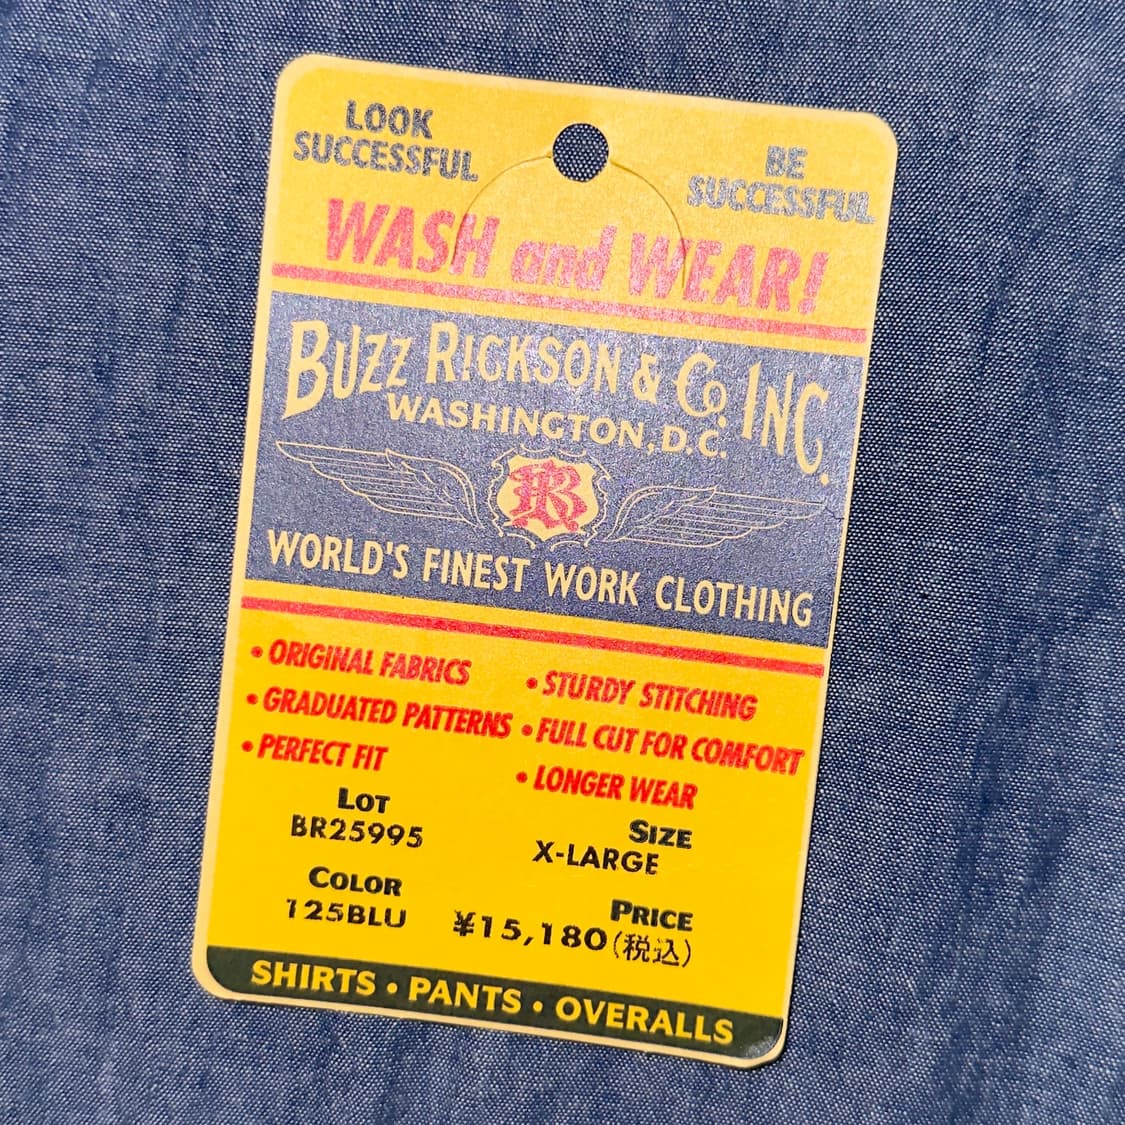 LOOK
SUCCESSFUL
BE
SUCCESSFUL
WASH and WEAR!
BUZZ RICKSON & Co. INC.
WASHINGTON, D.C.
BR
WORLD'S FINEST WORK CLOTHING
• ORIGINAL FABRICS
• GRADUATED PATTERNS
• PERFECT FIT
• STURDY STITCHING
• FULL CUT FOR COMFORT
• LONGER WEAR
LOT
BR25995
SIZE
X-LARGE
COLOR
125BLU
PRICE
¥15,180(税込)
SHIRTS • PANTS • OVERALLS